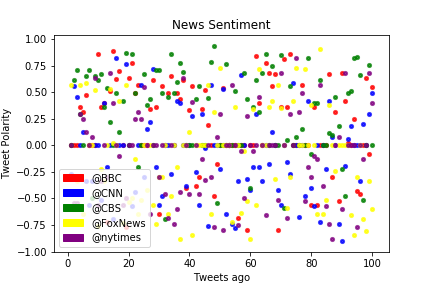 News Sentiment
Tweet Polarity
1.00
0.75
0.50
0.25
0.00
−0.25
−0.50
−0.75
−1.00
@BBC
@CNN
@CBS
@FoxNews
@nytimes
0 20 40 60 80 100
Tweets ago